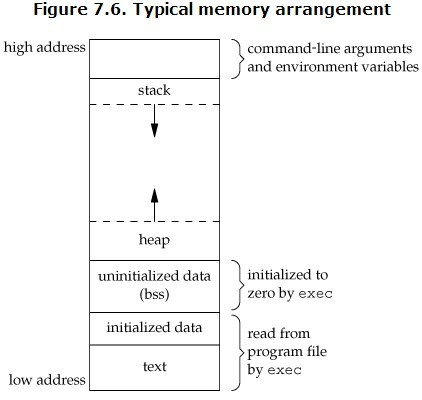 Figure 7.6. Typical memory arrangement
high address
command-line arguments
and environment variables
stack
heap
uninitialized data
(bss)
initialized to
zero by exec
initialized data
read from
program file
by exec
text
low address